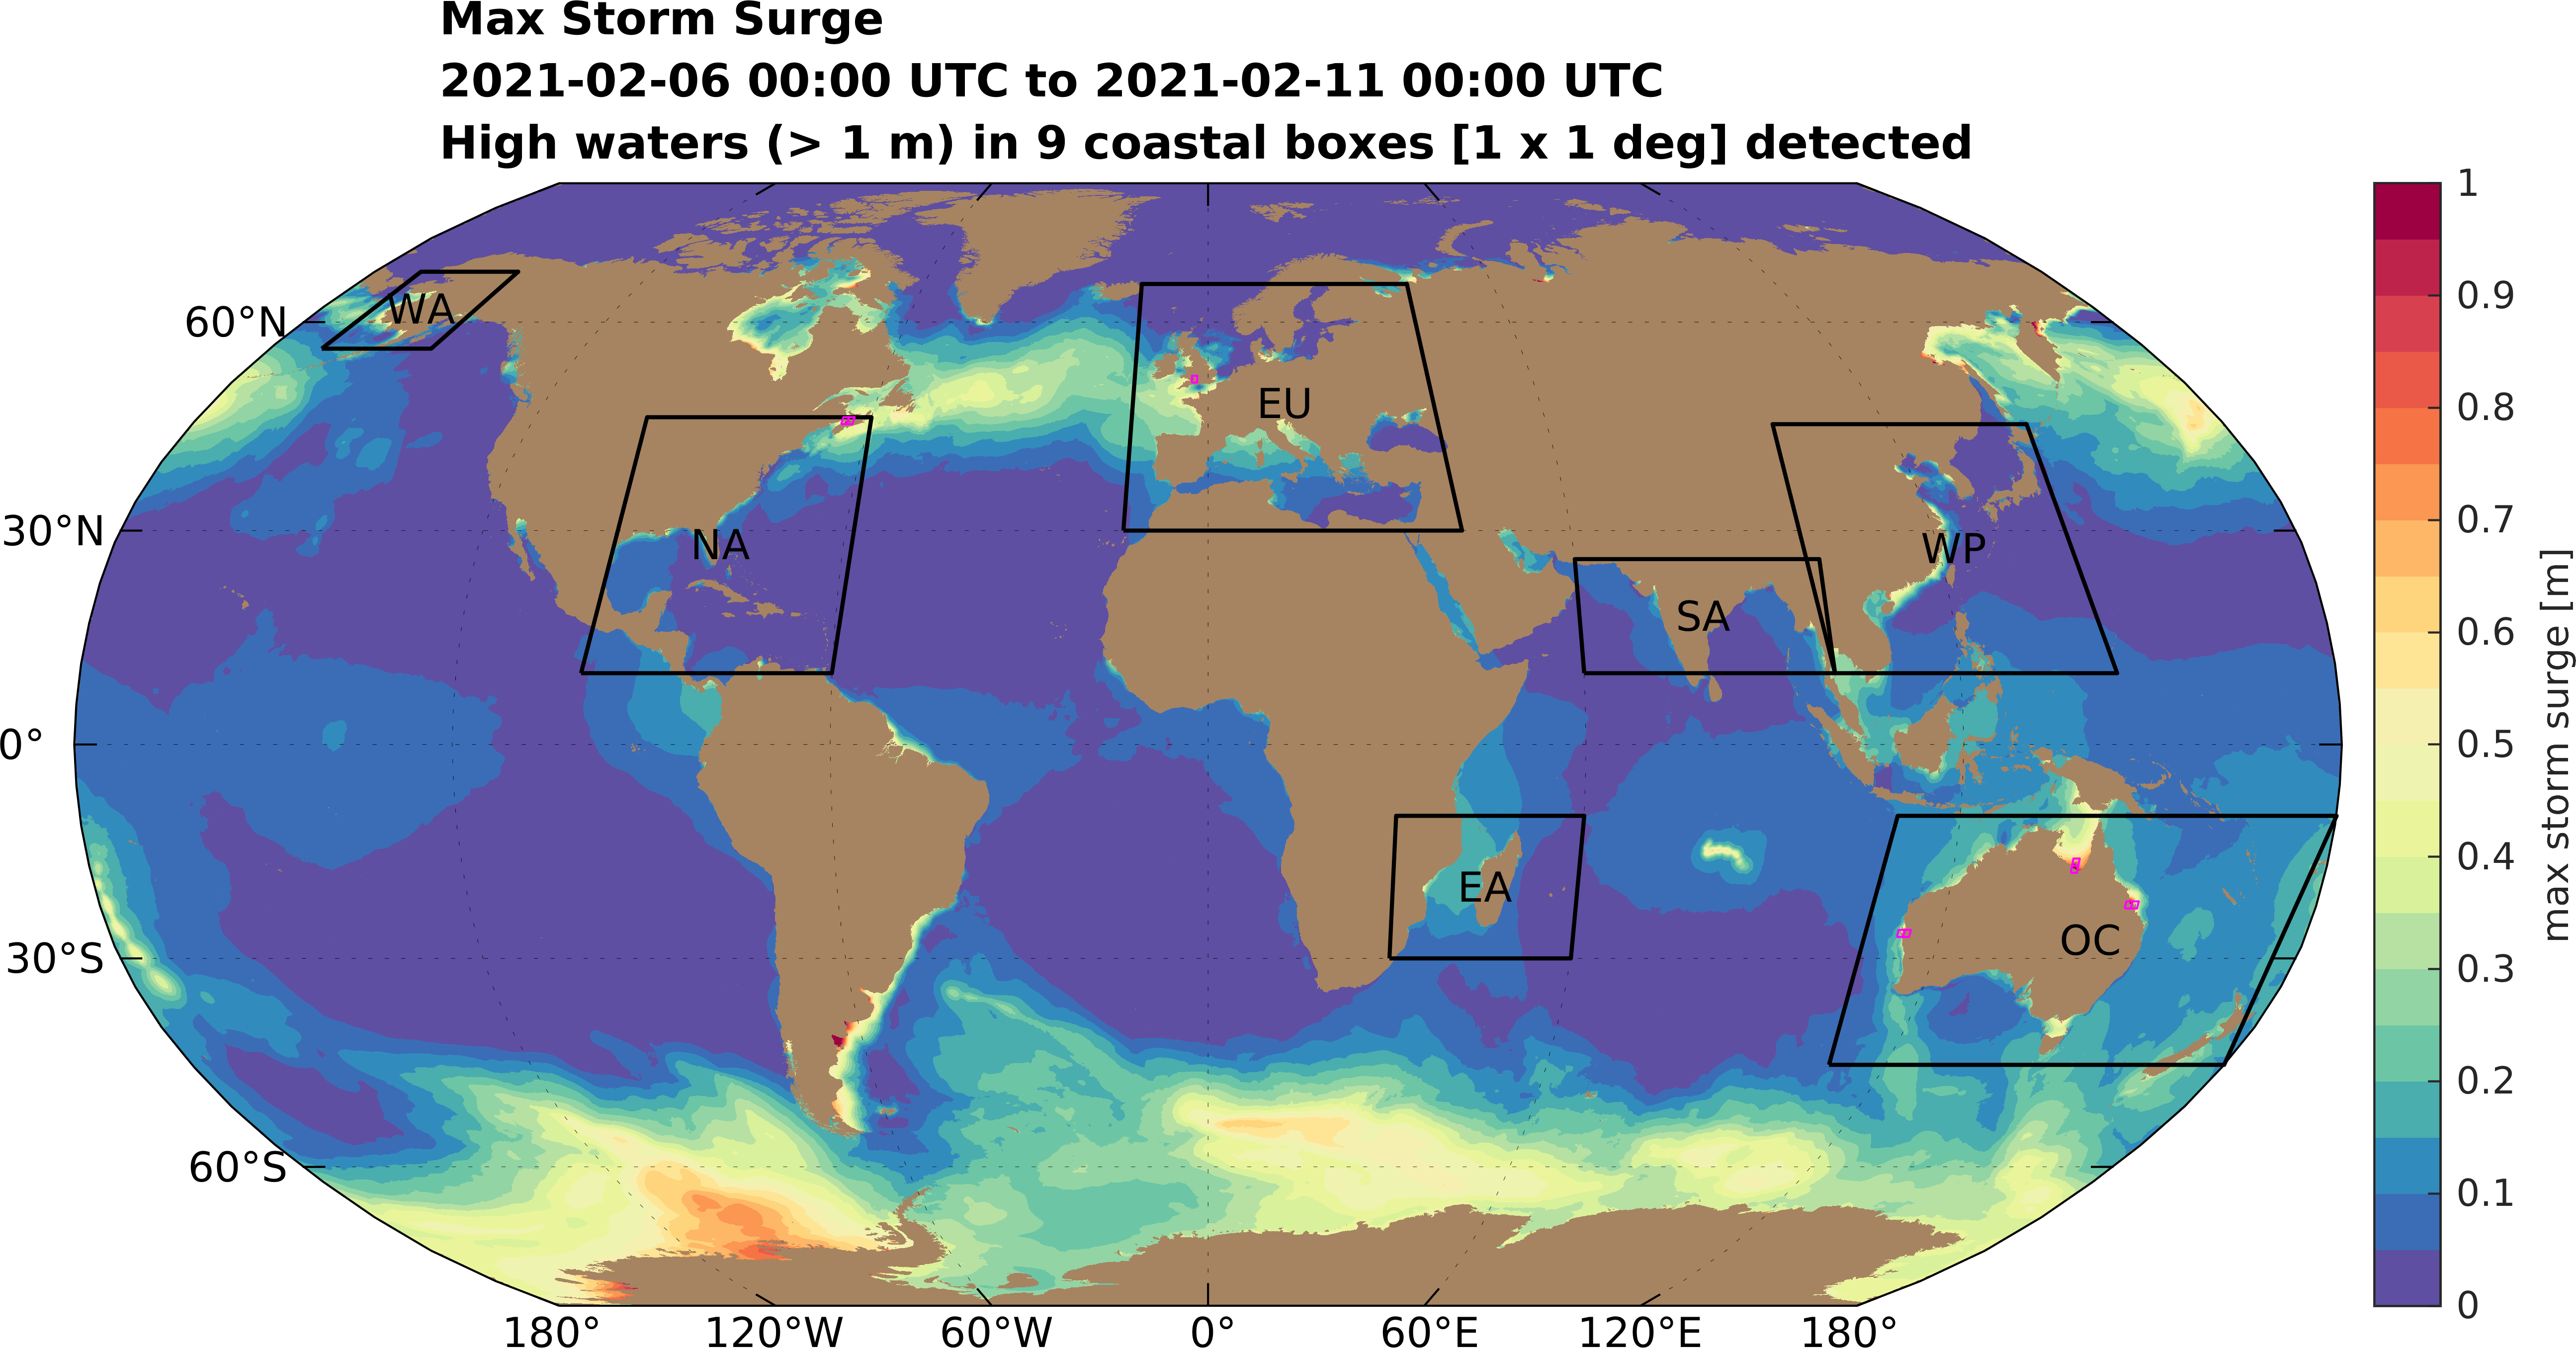 Max Storm Surge
2021-02-06 00:00 UTC to 2021-02-11 00:00 UTC
High waters (> 1 m) in 9 coastal boxes [1 x 1 deg] detected
60°N
30°N
0°
30°S
60°S
WA
NA
EU
SA
WP
EA
OC
180°
120°W
60°W
0°
60°E
120°E
180°
1
0.9
0.8
0.7
0.6
0.5
0.4
0.3
0.2
0.1
0
max storm surge [m]